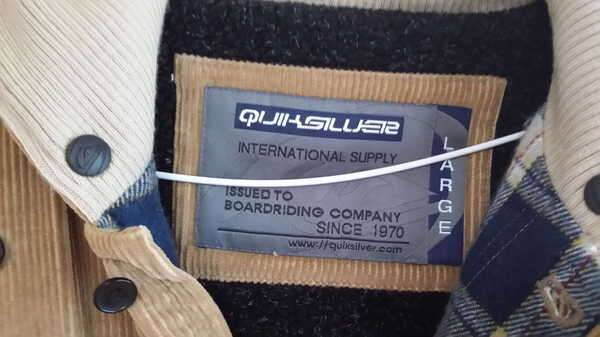 QUIKSILVER
INTERNATIONAL SUPPLY
ISSUED TO
BOARDRIDING COMPANY
SINCE 1970
www.//quiksilver.com
LARGE